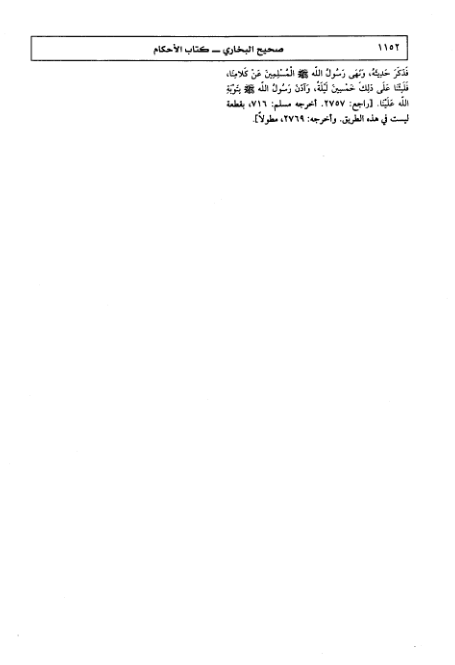 ١١٥٢ صحيح البخاري ــ كتاب الأحكام
فَذَكَرَ حَدِيثَهُ، وَنَهَى رَسُولُ اللَّه ﷺ الْمُسْلِمِينَ عَنْ كَلَامِنَا،
فَلَبِثْنَا عَلَى ذَلِكَ خَمْسِينَ لَيْلَةً، وَآذَنَ رَسُولُ اللَّه ﷺ بِتَوْبَةِ
اللَّه عَلَيْنَا. [راجع: ٢٧٥٧. أخرجه مسلم: ٧١٦، بقطعة
ليست في هذه الطريق. وأخرجه: ٢٧٦٩، مطولاً].